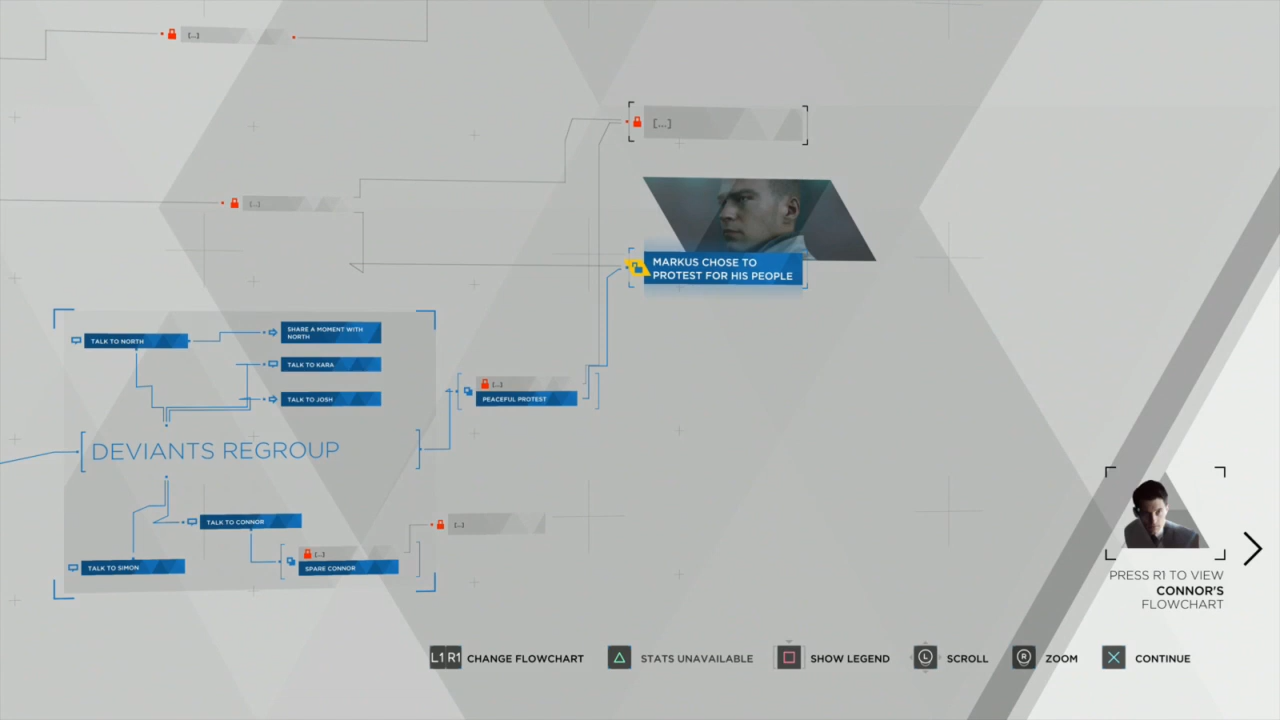 [...]
[...]
[...]
MARKUS CHOSE TO
PROTEST FOR HIS PEOPLE
TALK TO NORTH
SHARE A MOMENT WITH
NORTH
TALK TO KARA
TALK TO JOSH
[...]
PEACEFUL PROTEST
DEVIANTS REGROUP
TALK TO CONNOR
[...]
[...]
SPARE CONNOR
TALK TO SIMON
PRESS R1 TO VIEW
CONNOR'S
FLOWCHART
L1 R1 CHANGE FLOWCHART
STATS UNAVAILABLE
SHOW LEGEND
L SCROLL
R ZOOM
CONTINUE